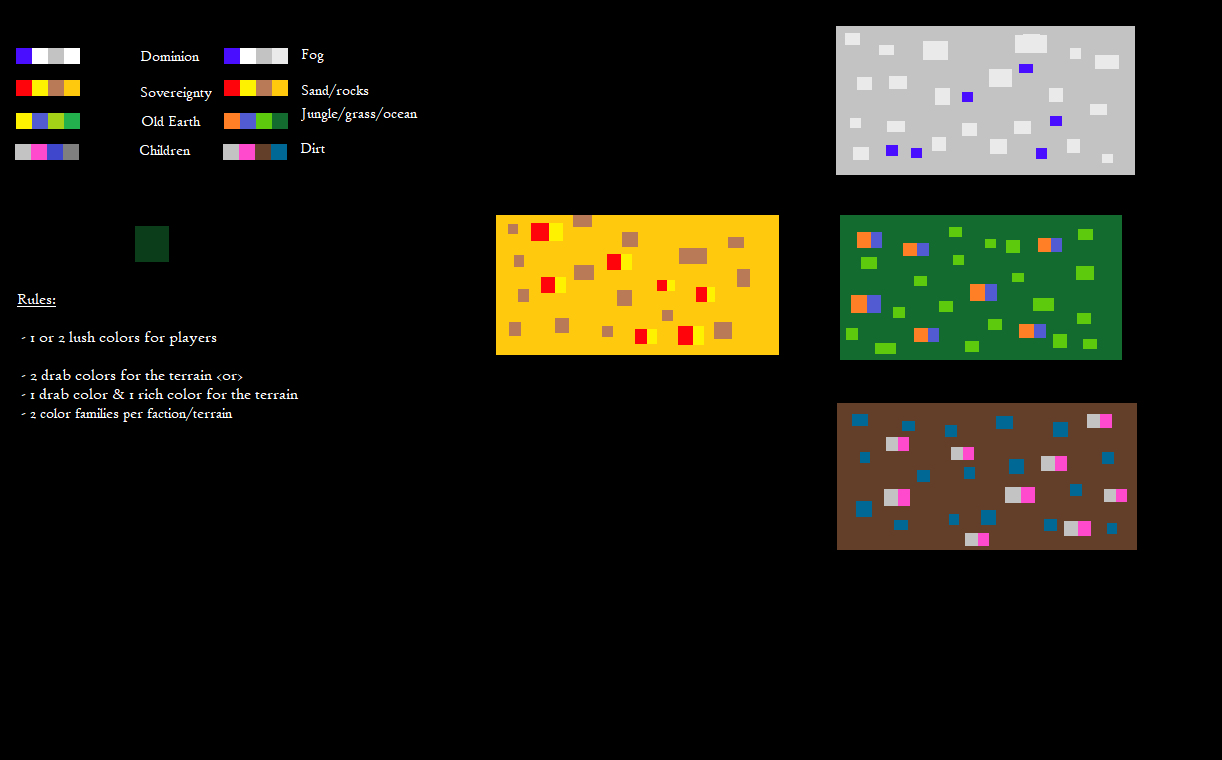 Dominion
Fog
Sovereignty
Sand/rocks
Old Earth
Jungle/grass/ocean
Children
Dirt
Rules:
- 1 or 2 lush colors for players
- 2 drab colors for the terrain <or>
- 1 drab color & 1 rich color for the terrain
- 2 color families per faction/terrain